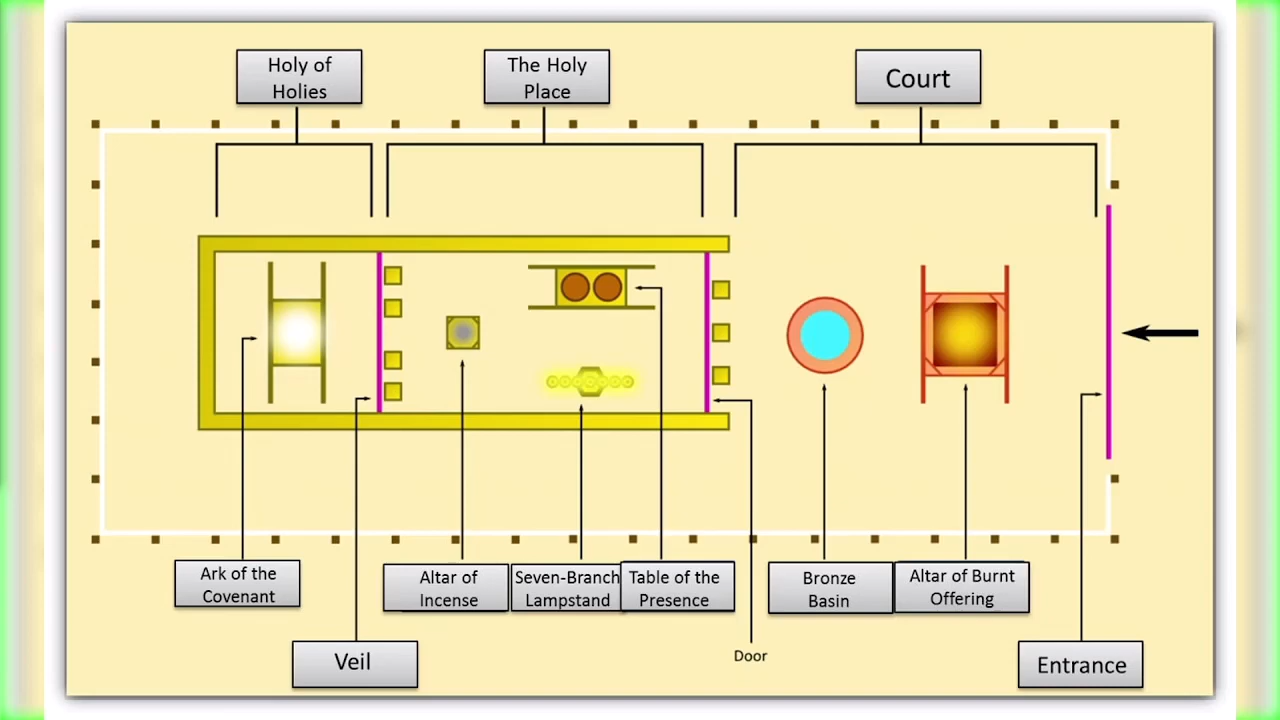 Holy of
Holies
The Holy
Place
Court
Ark of the
Covenant
Altar of
Incense
Seven-Branch
Lampstand
Table of the
Presence
Bronze
Basin
Altar of Burnt
Offering
Veil
Door
Entrance